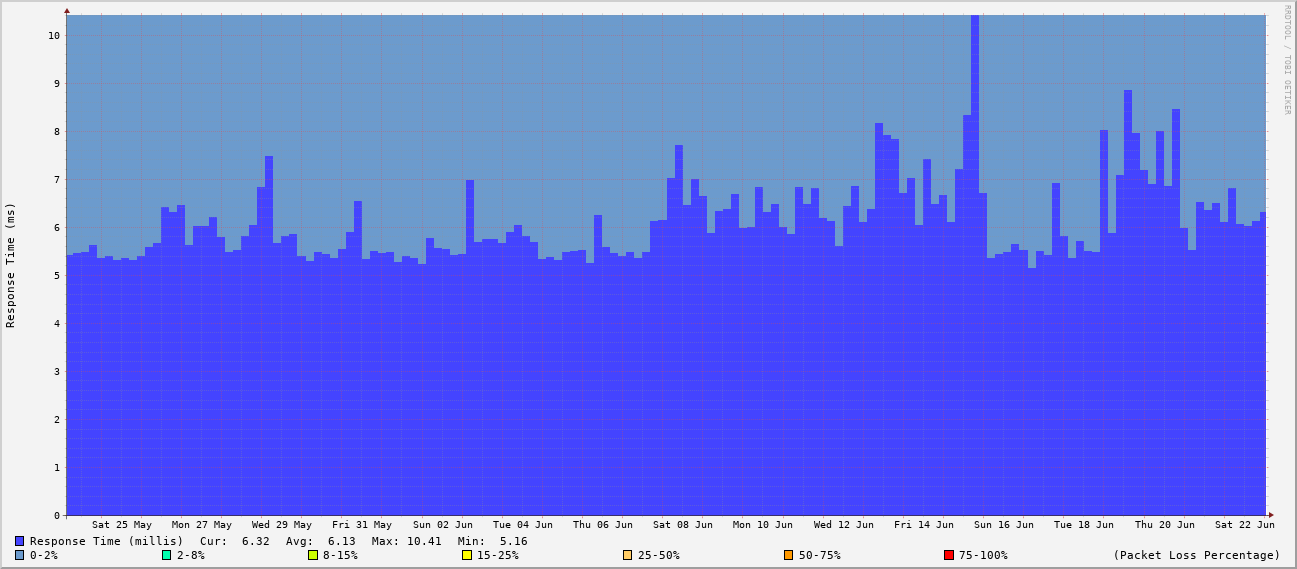 RRDTOOL / TOBI OETIKER
Response Time (ms)
10
9
8
7
6
5
4
3
2
1
0
Sat 25 May Mon 27 May Wed 29 May Fri 31 May Sun 02 Jun Tue 04 Jun Thu 06 Jun Sat 08 Jun Mon 10 Jun Wed 12 Jun Fri 14 Jun Sun 16 Jun Tue 18 Jun Thu 20 Jun Sat 22 Jun
Response Time (millis) Cur: 6.32 Avg: 6.13 Max: 10.41 Min: 5.16
0-2% 2-8% 8-15% 15-25% 25-50% 50-75% 75-100% (Packet Loss Percentage)